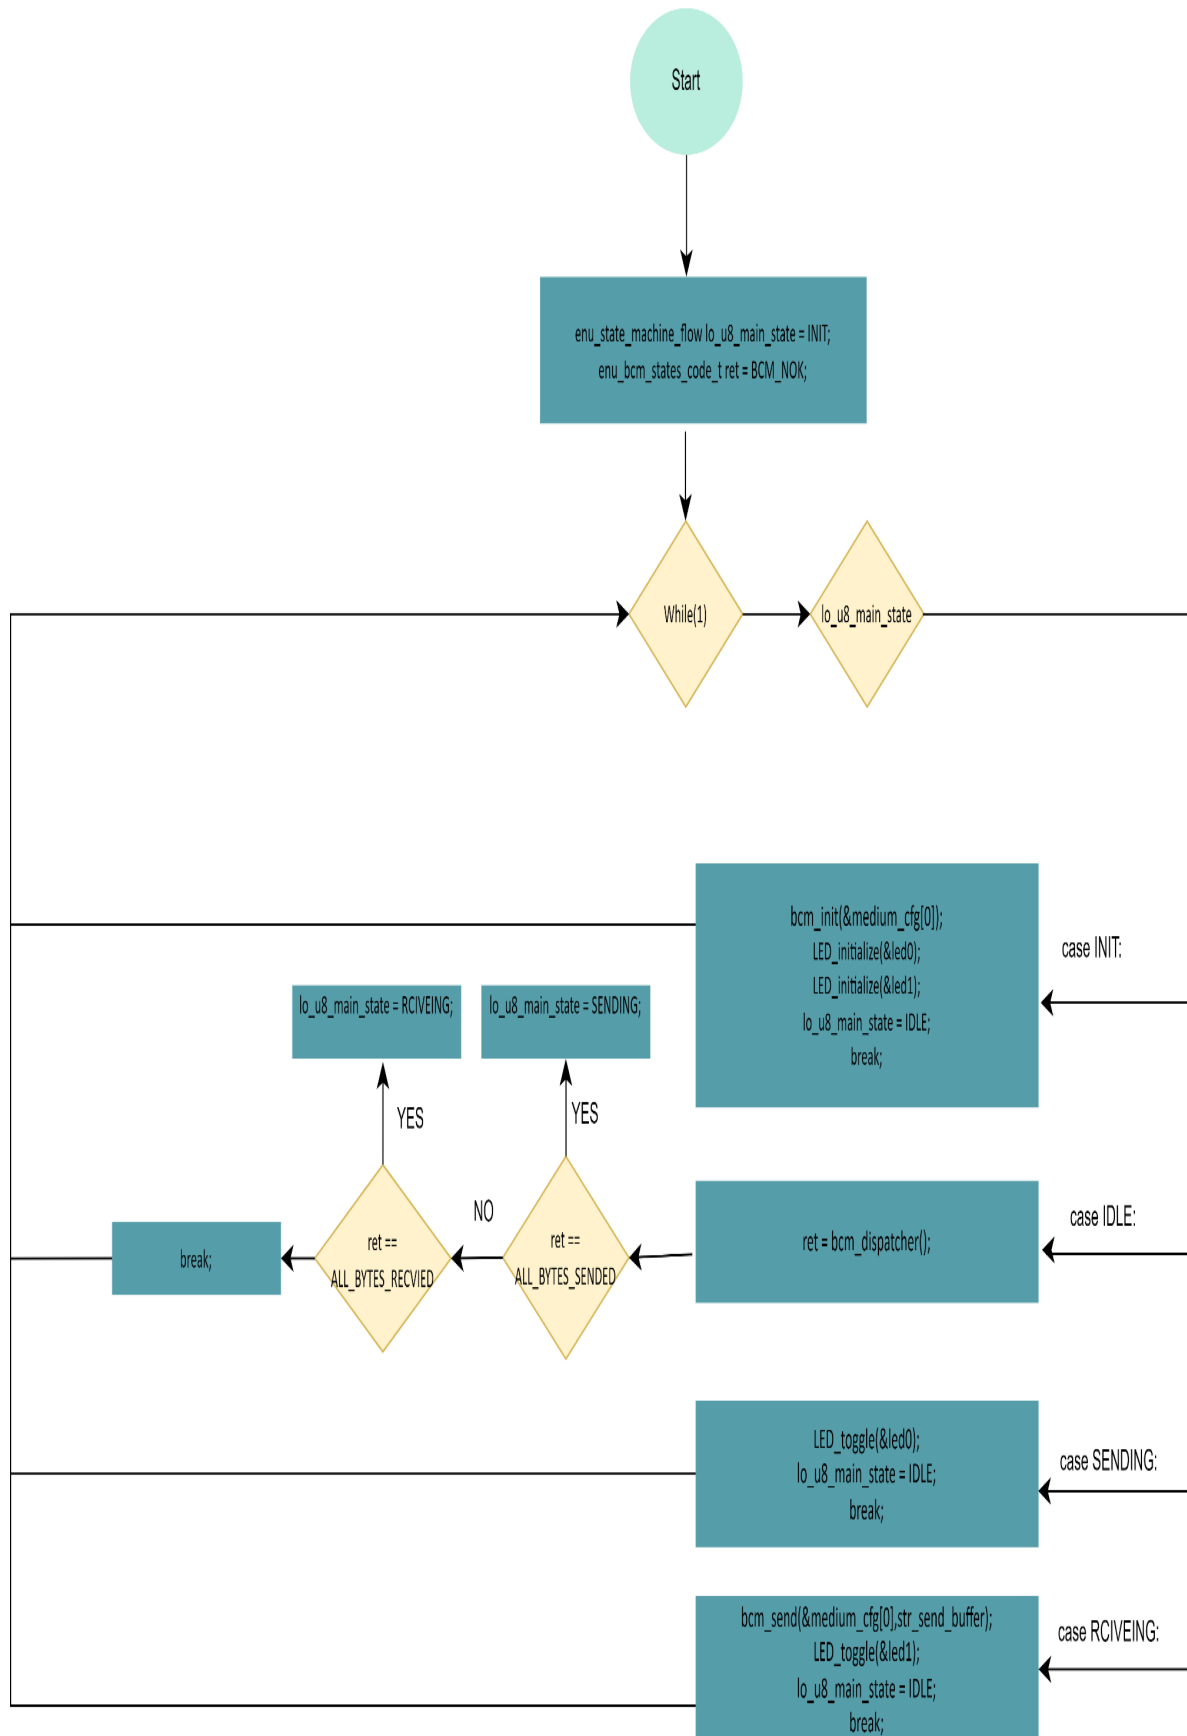 Start
enu_state_machine_flow lo_u8_main_state = INIT;
enu_bcm_states_code_t ret = BCM_NOK;
While(1)
lo_u8_main_state
bcm_init(&medium_cfg[0]);
LED_initialize(&led0);
LED_initialize(&led1);
lo_u8_main_state = IDLE;
break;
case INIT:
lo_u8_main_state = RCIVEING;
lo_u8_main_state = SENDING;
YES
YES
NO
break;
ret ==
ALL_BYTES_RECVIED
ret ==
ALL_BYTES_SENDED
ret = bcm_dispatcher();
case IDLE:
LED_toggle(&led0);
lo_u8_main_state = IDLE;
break;
case SENDING:
bcm_send(&medium_cfg[0],str_send_buffer);
LED_toggle(&led1);
lo_u8_main_state = IDLE;
break;
case RCIVEING: